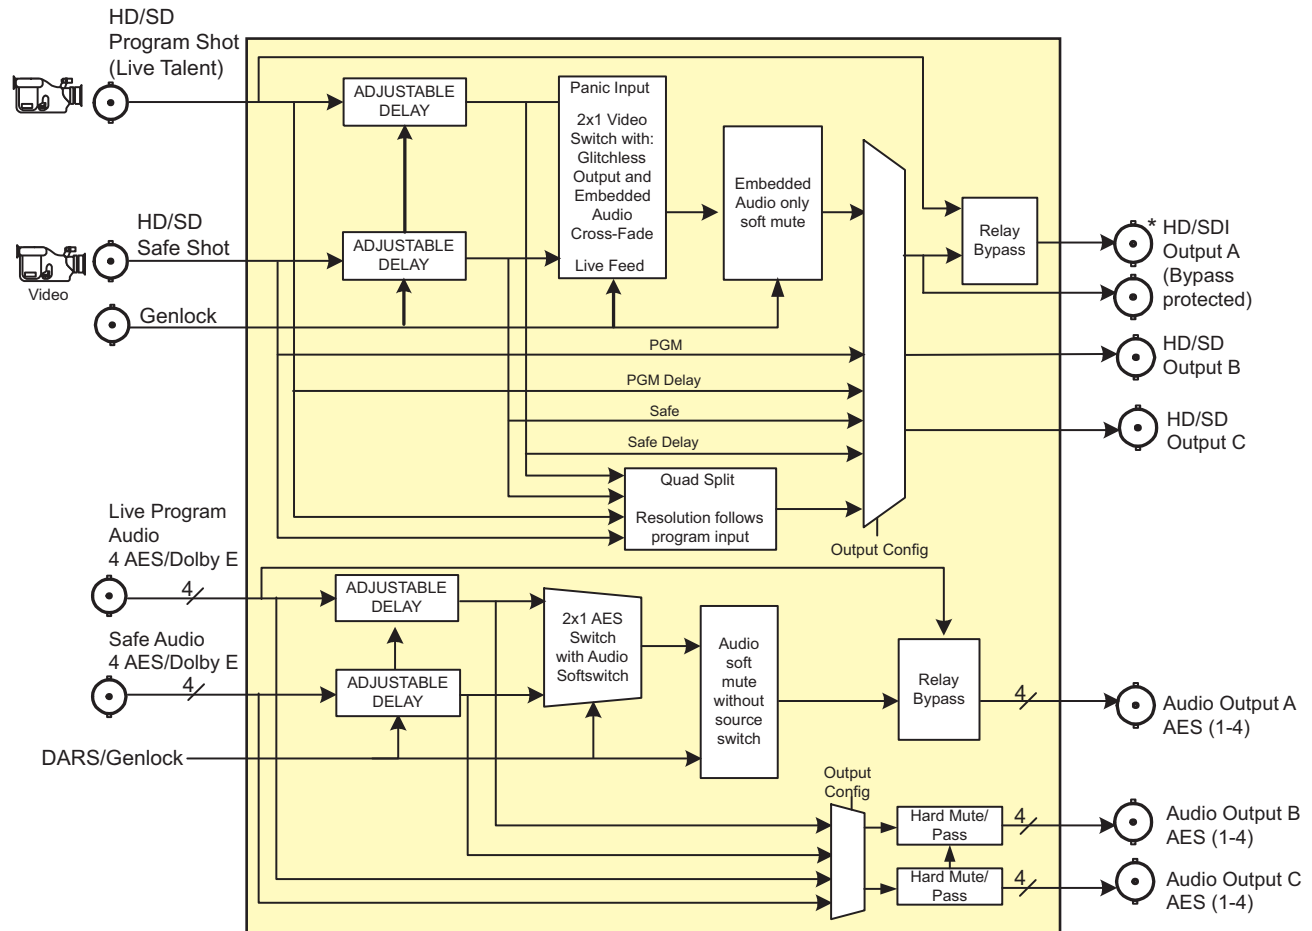 HD/SD
Program Shot
(Live Talent)
ADJUSTABLE
DELAY
Panic Input
2x1 Video
Switch with:
Glitchless
Output and
Embedded
Audio
Cross-Fade
Live Feed
Embedded
Audio only
soft mute
Relay
Bypass
* HD/SDI
Output A
(Bypass
protected)
HD/SD
Safe Shot
ADJUSTABLE
DELAY
Video
Genlock
PGM
PGM Delay
Safe
Safe Delay
HD/SD
Output B
HD/SD
Output C
Quad Split
Resolution follows
program input
Output Config
Live Program
Audio
4 AES/Dolby E
4
ADJUSTABLE
DELAY
2x1 AES
Switch
with Audio
Softswitch
Audio
soft
mute
without
source
switch
Relay
Bypass
4
Audio Output A
AES (1-4)
Safe Audio
4 AES/Dolby E
4
ADJUSTABLE
DELAY
DARS/Genlock
Output
Config
Hard Mute/
Pass
4
Audio Output B
AES (1-4)
Hard Mute/
Pass
4
Audio Output C
AES (1-4)